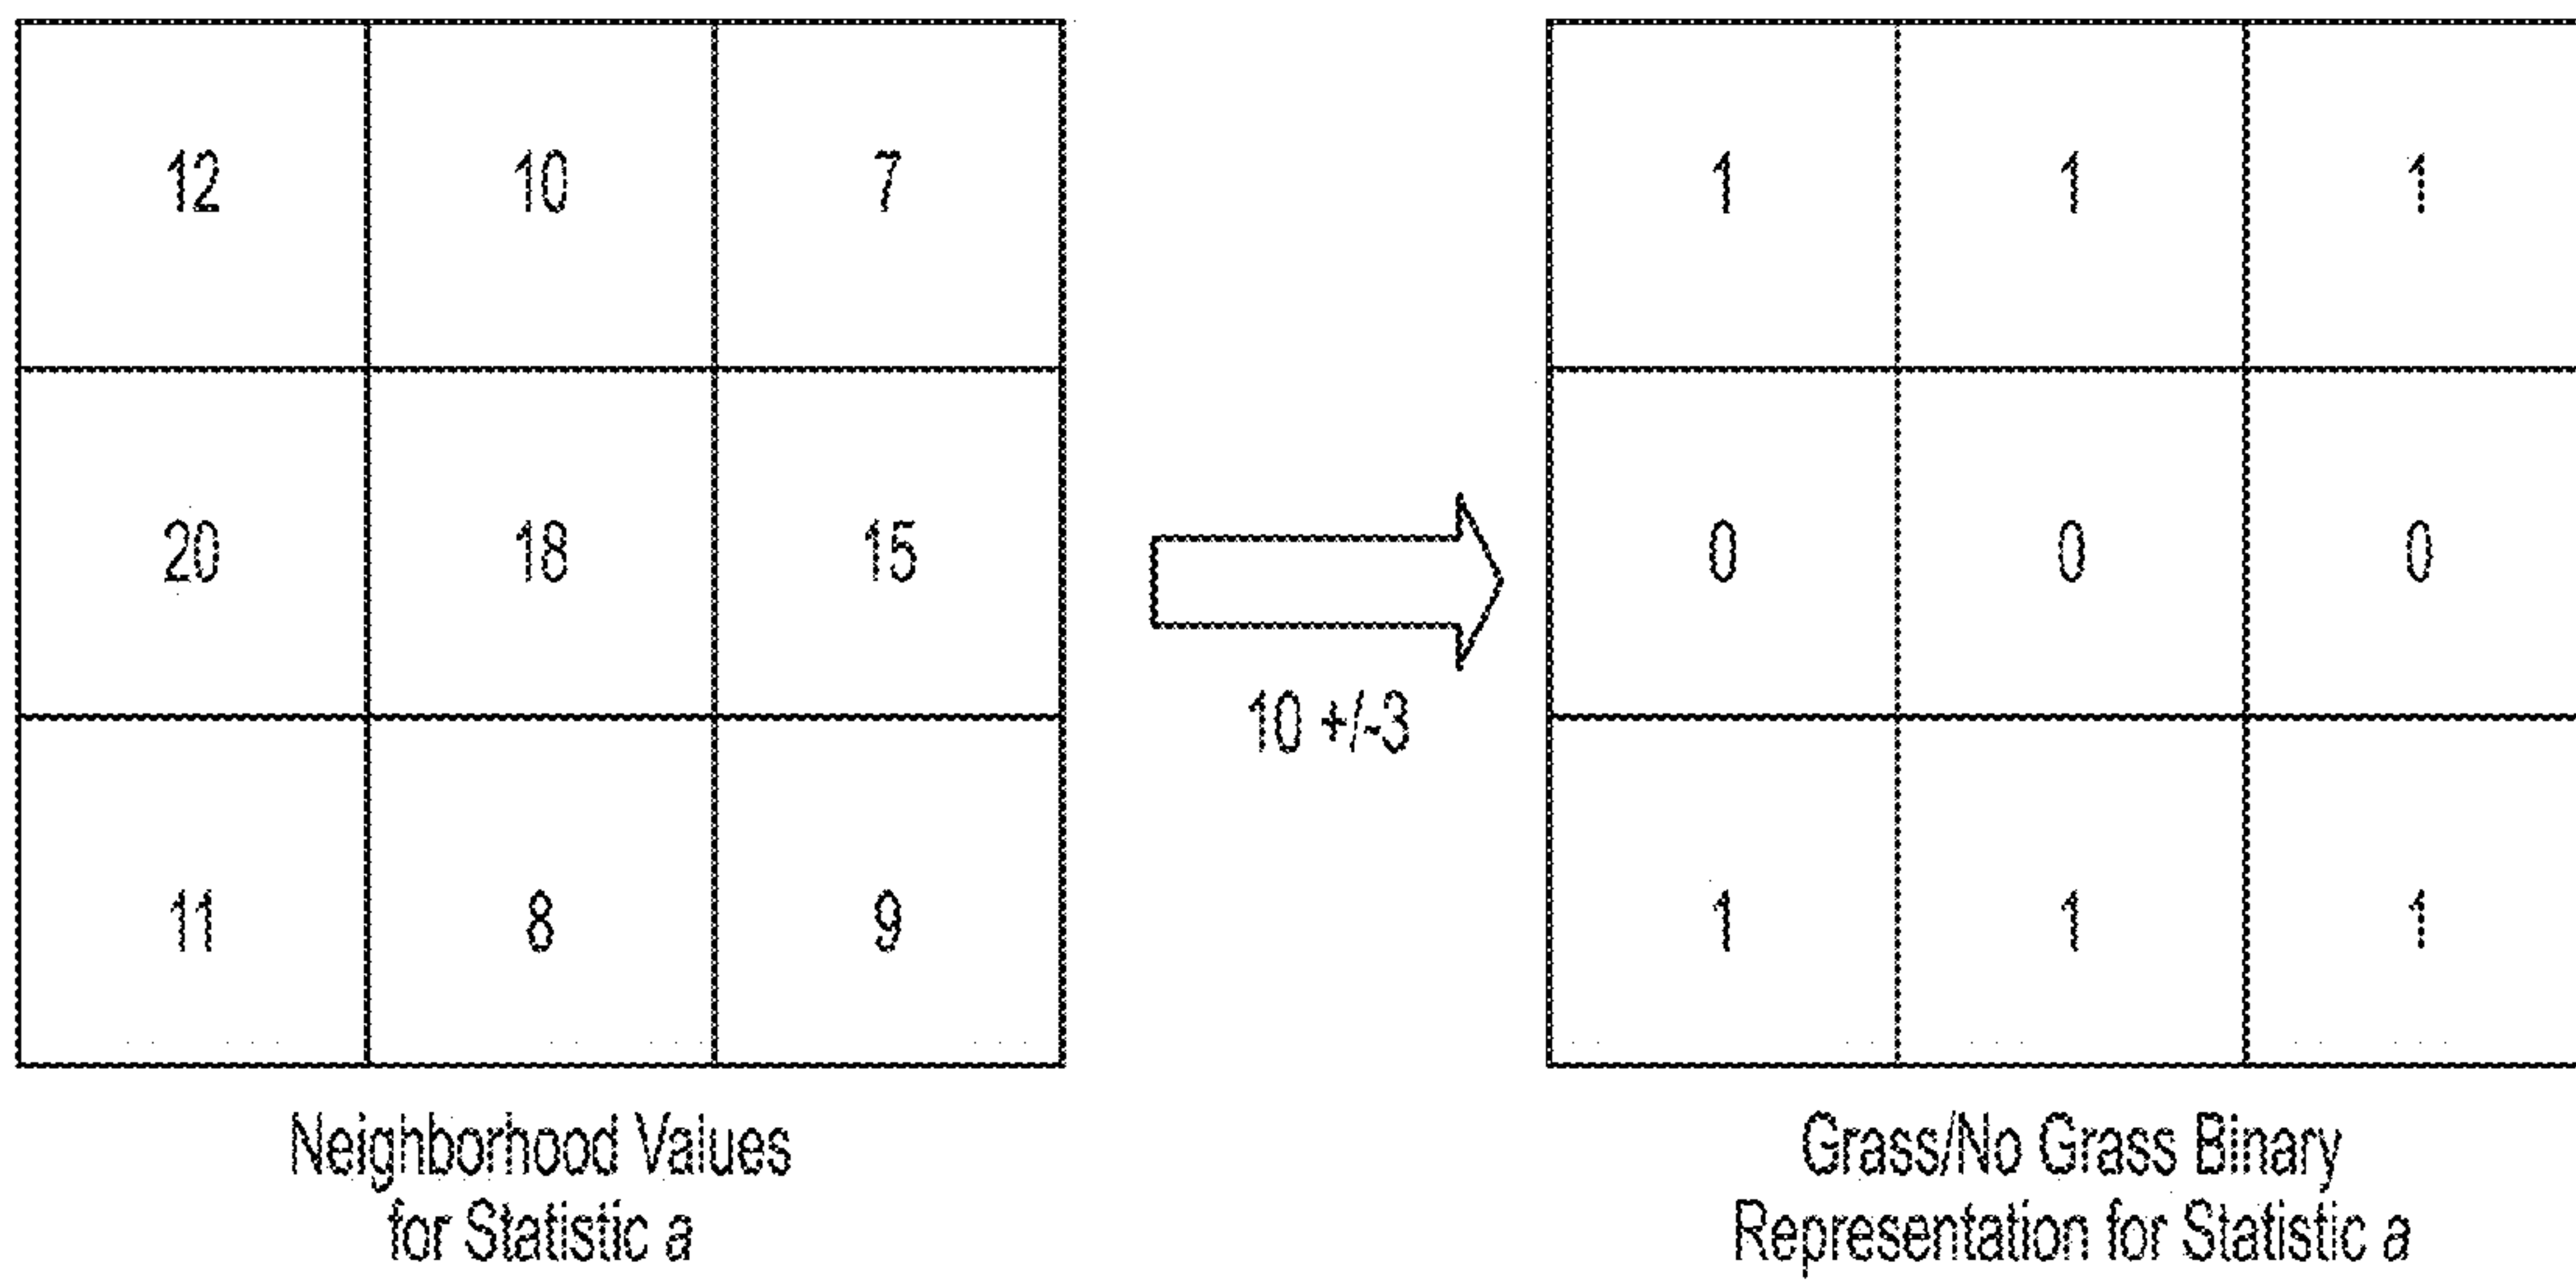 12 10 7 1 1 1
20 18 15 0 0 0
10 +/-3
11 8 9 1 1 1
Neighborhood Values
for Statistic a
Grass/No Grass Binary
Representation for Statistic a